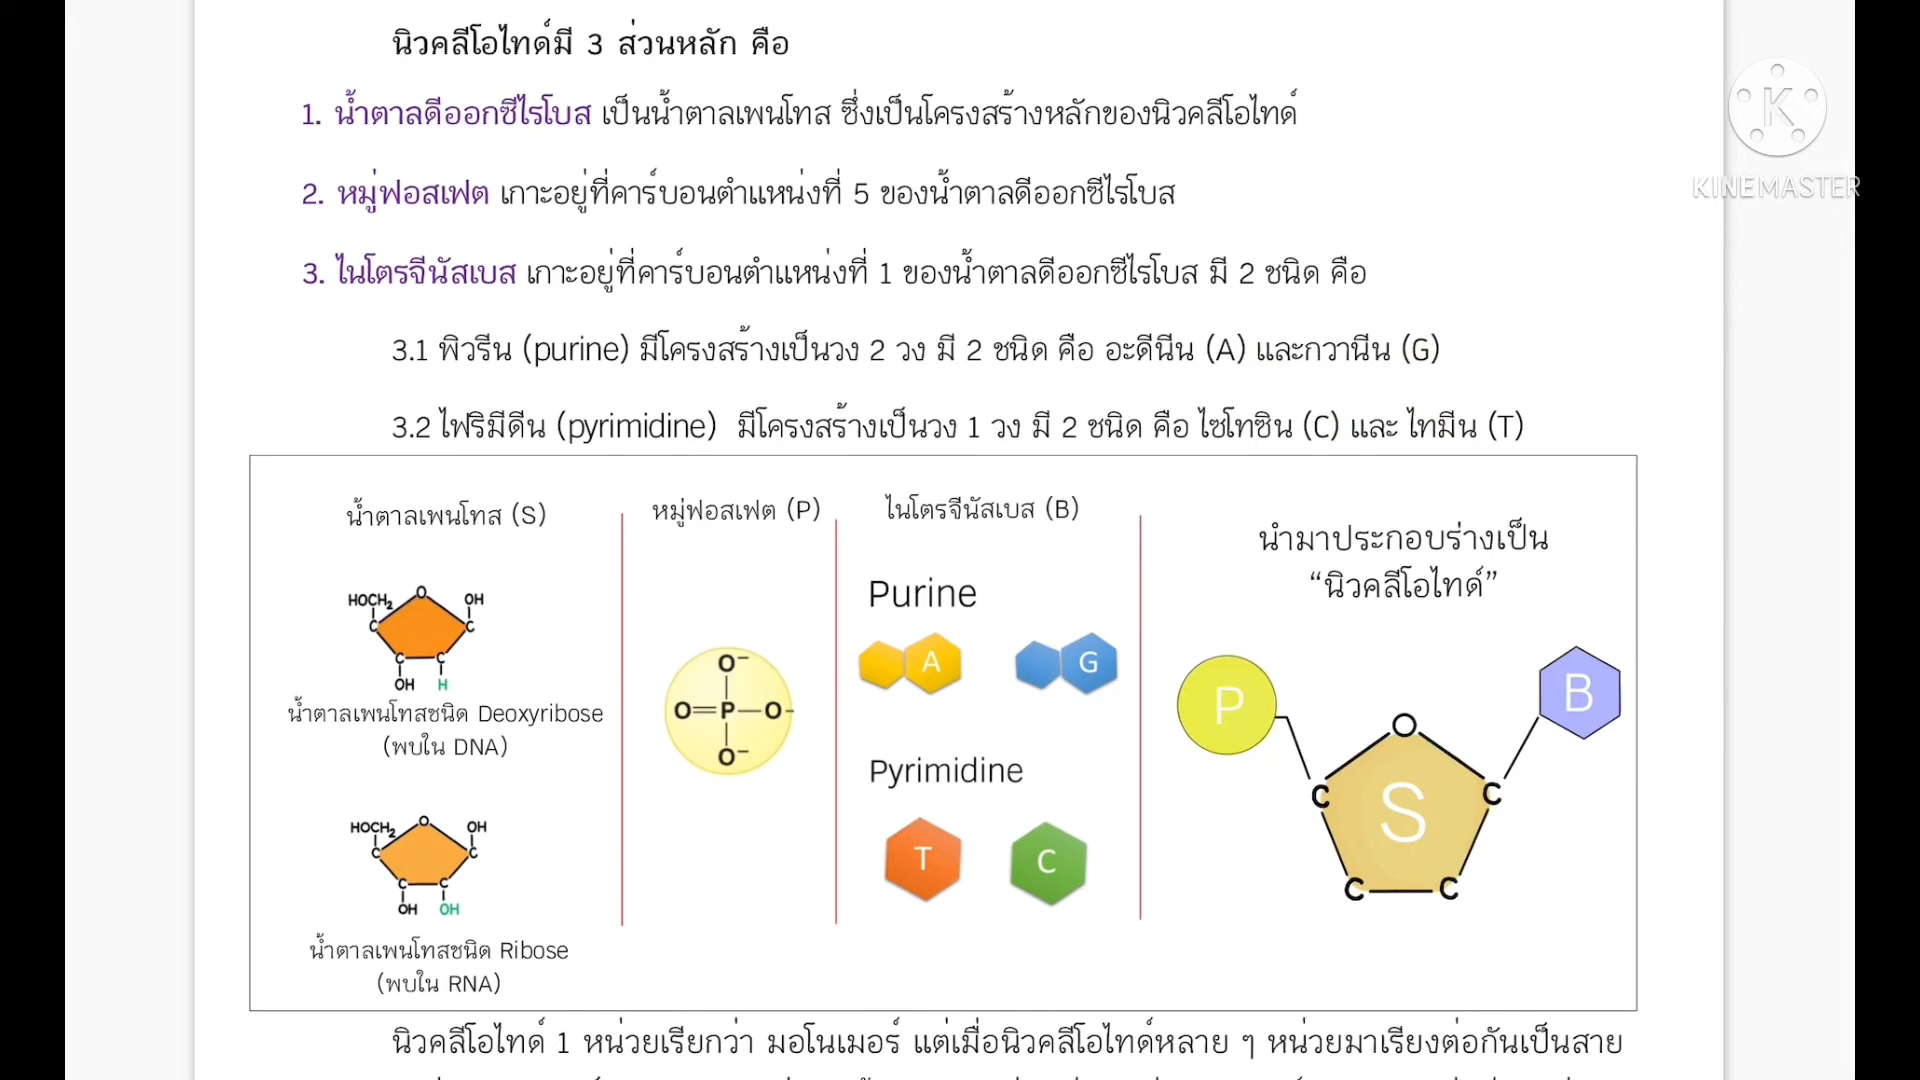 นิวคลีโอไทด์มี 3 ส่วนหลัก คือ
1. น้ำตาลดีออกซีไรโบส เป็นน้ำตาลเพนโทส ซึ่งเป็นโครงสร้างหลักของนิวคลีโอไทด์
2. หมู่ฟอสเฟต เกาะอยู่ที่คาร์บอนตำแหน่งที่ 5 ของน้ำตาลดีออกซีไรโบส
3. ไนโตรจีนัสเบส เกาะอยู่ที่คาร์บอนตำแหน่งที่ 1 ของน้ำตาลดีออกซีไรโบส มี 2 ชนิด คือ
3.1 พิวรีน (purine) มีโครงสร้างเป็นวง 2 วง มี 2 ชนิด คือ อะดีนีน (A) และกวานีน (G)
3.2 ไฟริมีดีน (pyrimidine) มีโครงสร้างเป็นวง 1 วง มี 2 ชนิด คือ ไซโทซิน (C) และ ไทมีน (T)
K
KINEMASTER
น้ำตาลเพนโทส (S)
HOCH2 O OH
C C
C C
OH H
น้ำตาลเพนโทสชนิด Deoxyribose
(พบใน DNA)
HOCH2 O OH
C C
C C
OH OH
น้ำตาลเพนโทสชนิด Ribose
(พบใน RNA)
หมู่ฟอสเฟต (P)
O−
O=P—O-
O−
ไนโตรจีนัสเบส (B)
Purine
A G
Pyrimidine
T C
นำมาประกอบร่างเป็น
“นิวคลีโอไทด์”
P B
O
C S C
C C
นิวคลีโอไทด์ 1 หน่วยเรียกว่า มอโนเมอร์ แต่เมื่อนิวคลีโอไทด์หลาย ๆ หน่วยมาเรียงต่อกันเป็นสาย